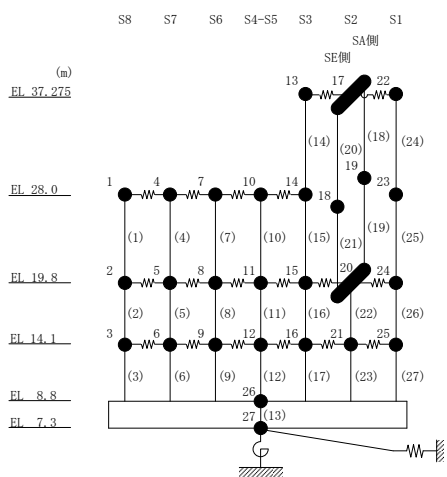 S8 S7 S6 S4-S5 S3 S2 S1
SA側
SE側
(m)
13 17 22
EL 37.275
(14) (20) (18) (24)
19 23
1 4 7 10 14
EL 28.0
18
(1) (4) (7) (10) (15) (21) (19) (25)
2 5 8 11 15 20 24
EL 19.8
(2) (5) (8) (11) (16) (22) (26)
3 6 9 12 16 21 25
EL 14.1
(3) (6) (9) (12) (17) (23) (27)
26
EL 8.8
27 (13)
EL 7.3